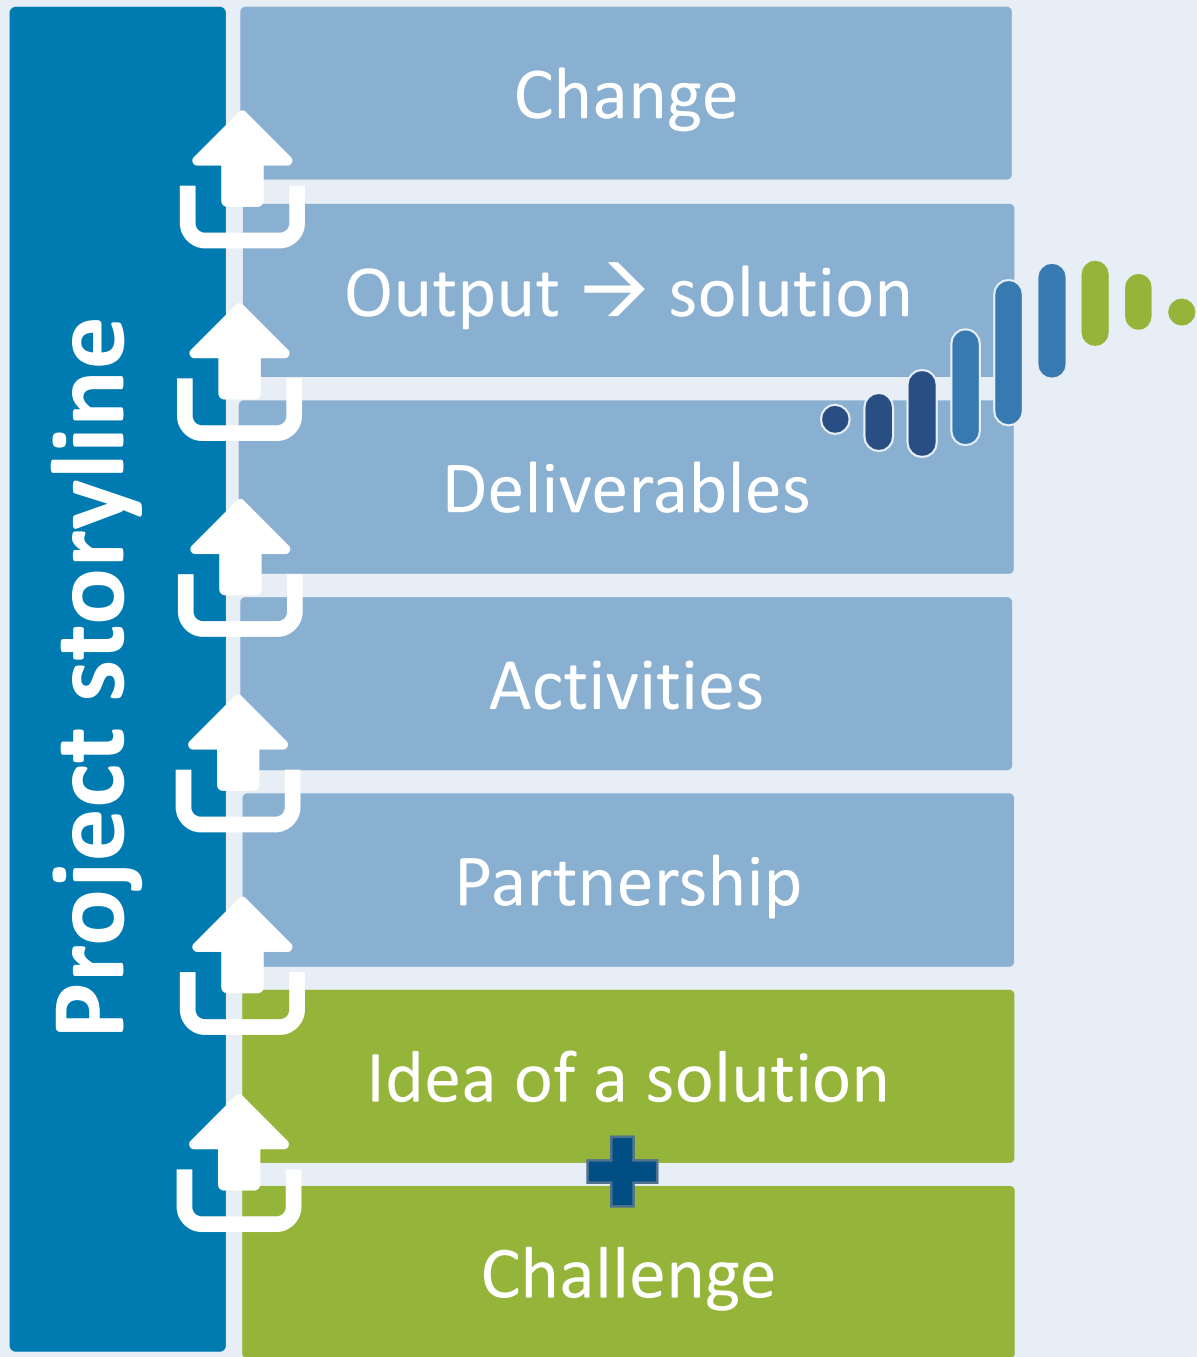 Project storyline
Change
Output → solution
Deliverables
Activities
Partnership
Idea of a solution
Challenge